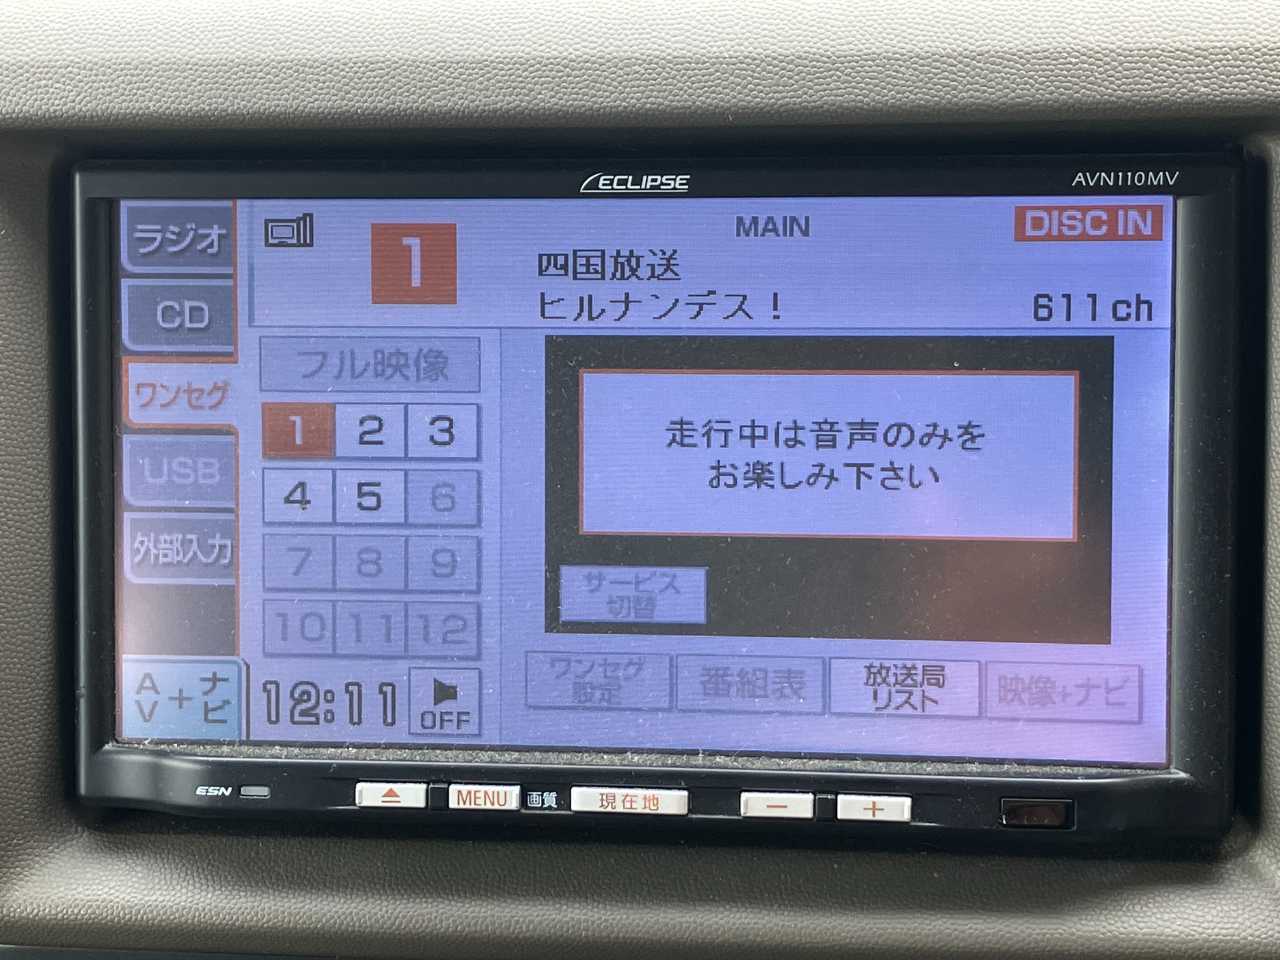 ECLIPSE
AVN110MV
ラジオ
CD
ワンセグ
USB
外部入力
AV+ナビ
1
MAIN
DISC IN
四国放送
ヒルナンデス!
611ch
フル映像
1 2 3
4 5 6
7 8 9
10 11 12
走行中は音声のみを
お楽しみ下さい
サービス
切替
12:11
OFF
ワンセグ
設定
番組表
放送局
リスト
映像+ナビ
ESN
MENU
画質
現在地
－
＋